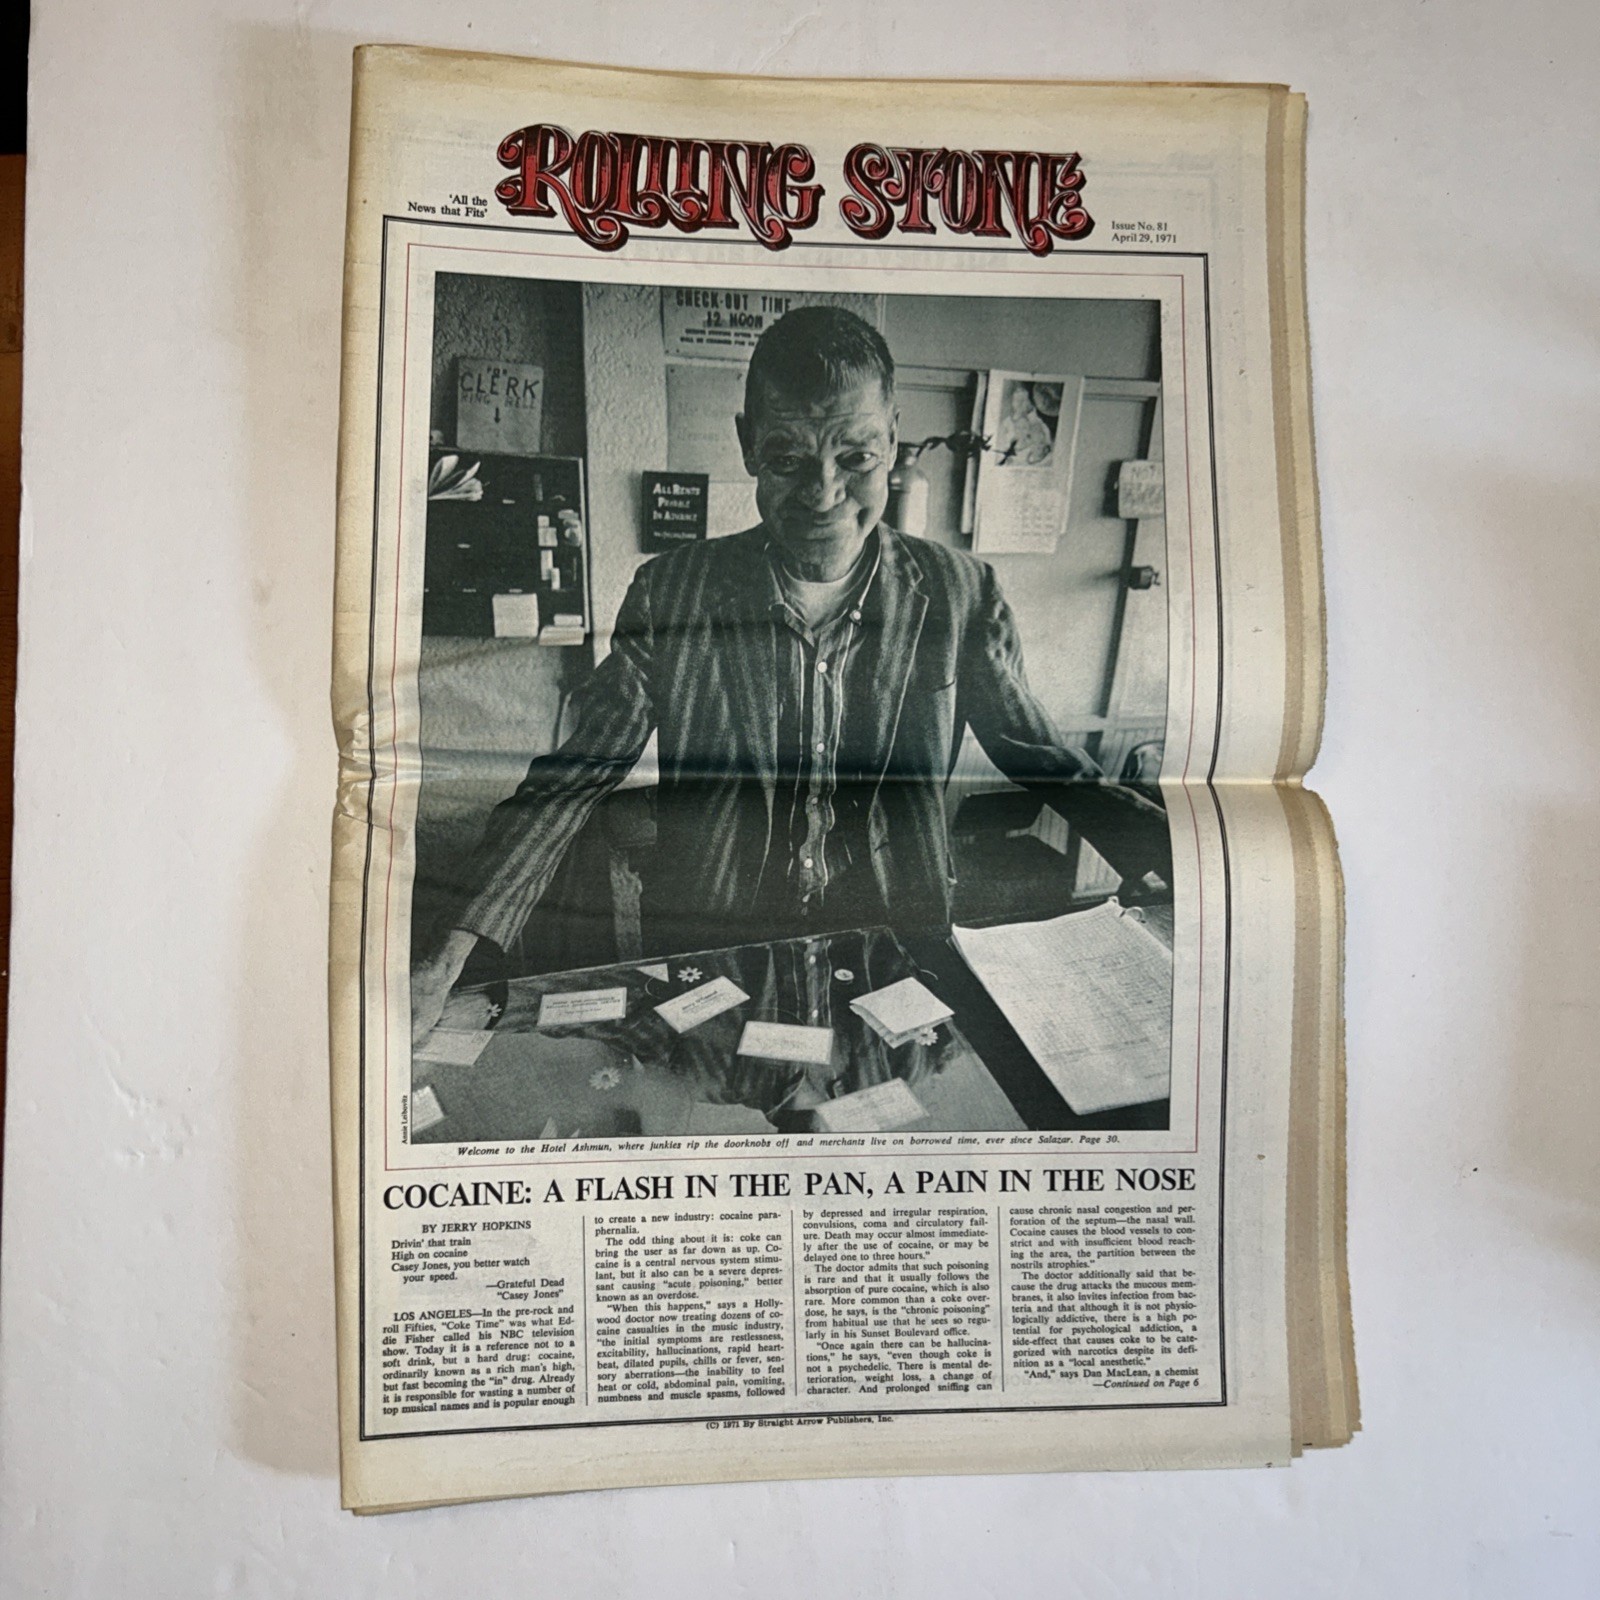 ROLLING STONE
'All the
News that Fits'
Issue No. 81
April 29, 1971
CHECK-OUT TIME
12 NOON
FOR
CLERK
RING BELL
ALL RENTS
PAYABLE
IN ADVANCE
Annie Leibovitz
Welcome to the Hotel Ashmun, where junkies rip the doorknobs off and merchants live on borrowed time, ever since Salazar. Page 30.
COCAINE: A FLASH IN THE PAN, A PAIN IN THE NOSE
BY JERRY HOPKINS
Drivin' that train
High on cocaine
Casey Jones, you better watch
your speed.
—Grateful Dead
"Casey Jones"
LOS ANGELES—In the pre-rock and
roll Fifties, "Coke Time" was what Ed-
die Fisher called his NBC television
show. Today it is a reference not to a
soft drink, but a hard drug: cocaine,
ordinarily known as a rich man's high,
but fast becoming the "in" drug. Already
it is responsible for wasting a number of
top musical names and is popular enough
to create a new industry: cocaine para-
phernalia.
The odd thing about it is: coke can
bring the user as far down as up. Co-
caine is a central nervous system stimu-
lant, but it also can be a severe depres-
sant causing "acute poisoning," better
known as an overdose.
"When this happens," says a Holly-
wood doctor now treating dozens of co-
caine casualties in the music industry,
"the initial symptoms are restlessness,
excitability, hallucinations, rapid heart-
beat, dilated pupils, chills or fever, sen-
sory aberrations—the inability to feel
heat or cold, abdominal pain, vomiting,
numbness and muscle spasms, followed
by depressed and irregular respiration,
convulsions, coma and circulatory fail-
ure. Death may occur almost immediate-
ly after the use of cocaine, or may be
delayed one to three hours."
The doctor admits that such poisoning
is rare and that it usually follows the
absorption of pure cocaine, which is also
rare. More common than a coke over-
dose, he says, is the "chronic poisoning"
from habitual use that he sees so regu-
larly in his Sunset Boulevard office.
"Once again there can be hallucina-
tions," he says, "even though coke is
not a psychedelic. There is mental de-
terioration, weight loss, a change of
character. And prolonged sniffing can
cause chronic nasal congestion and per-
foration of the septum—the nasal wall.
Cocaine causes the blood vessels to con-
strict and with insufficient blood reach-
ing the area, the partition between the
nostrils atrophies."
The doctor additionally said that be-
cause the drug attacks the mucous mem-
branes, it also invites infection from bac-
teria and that although it is not physio-
logically addictive, there is a high po-
tential for psychological addiction, a
side-effect that causes coke to be cate-
gorized with narcotics despite its defi-
nition as a "local anesthetic."
"And," says Dan MacLean, a chemist
—Continued on Page 6
(C) 1971 By Straight Arrow Publishers, Inc.